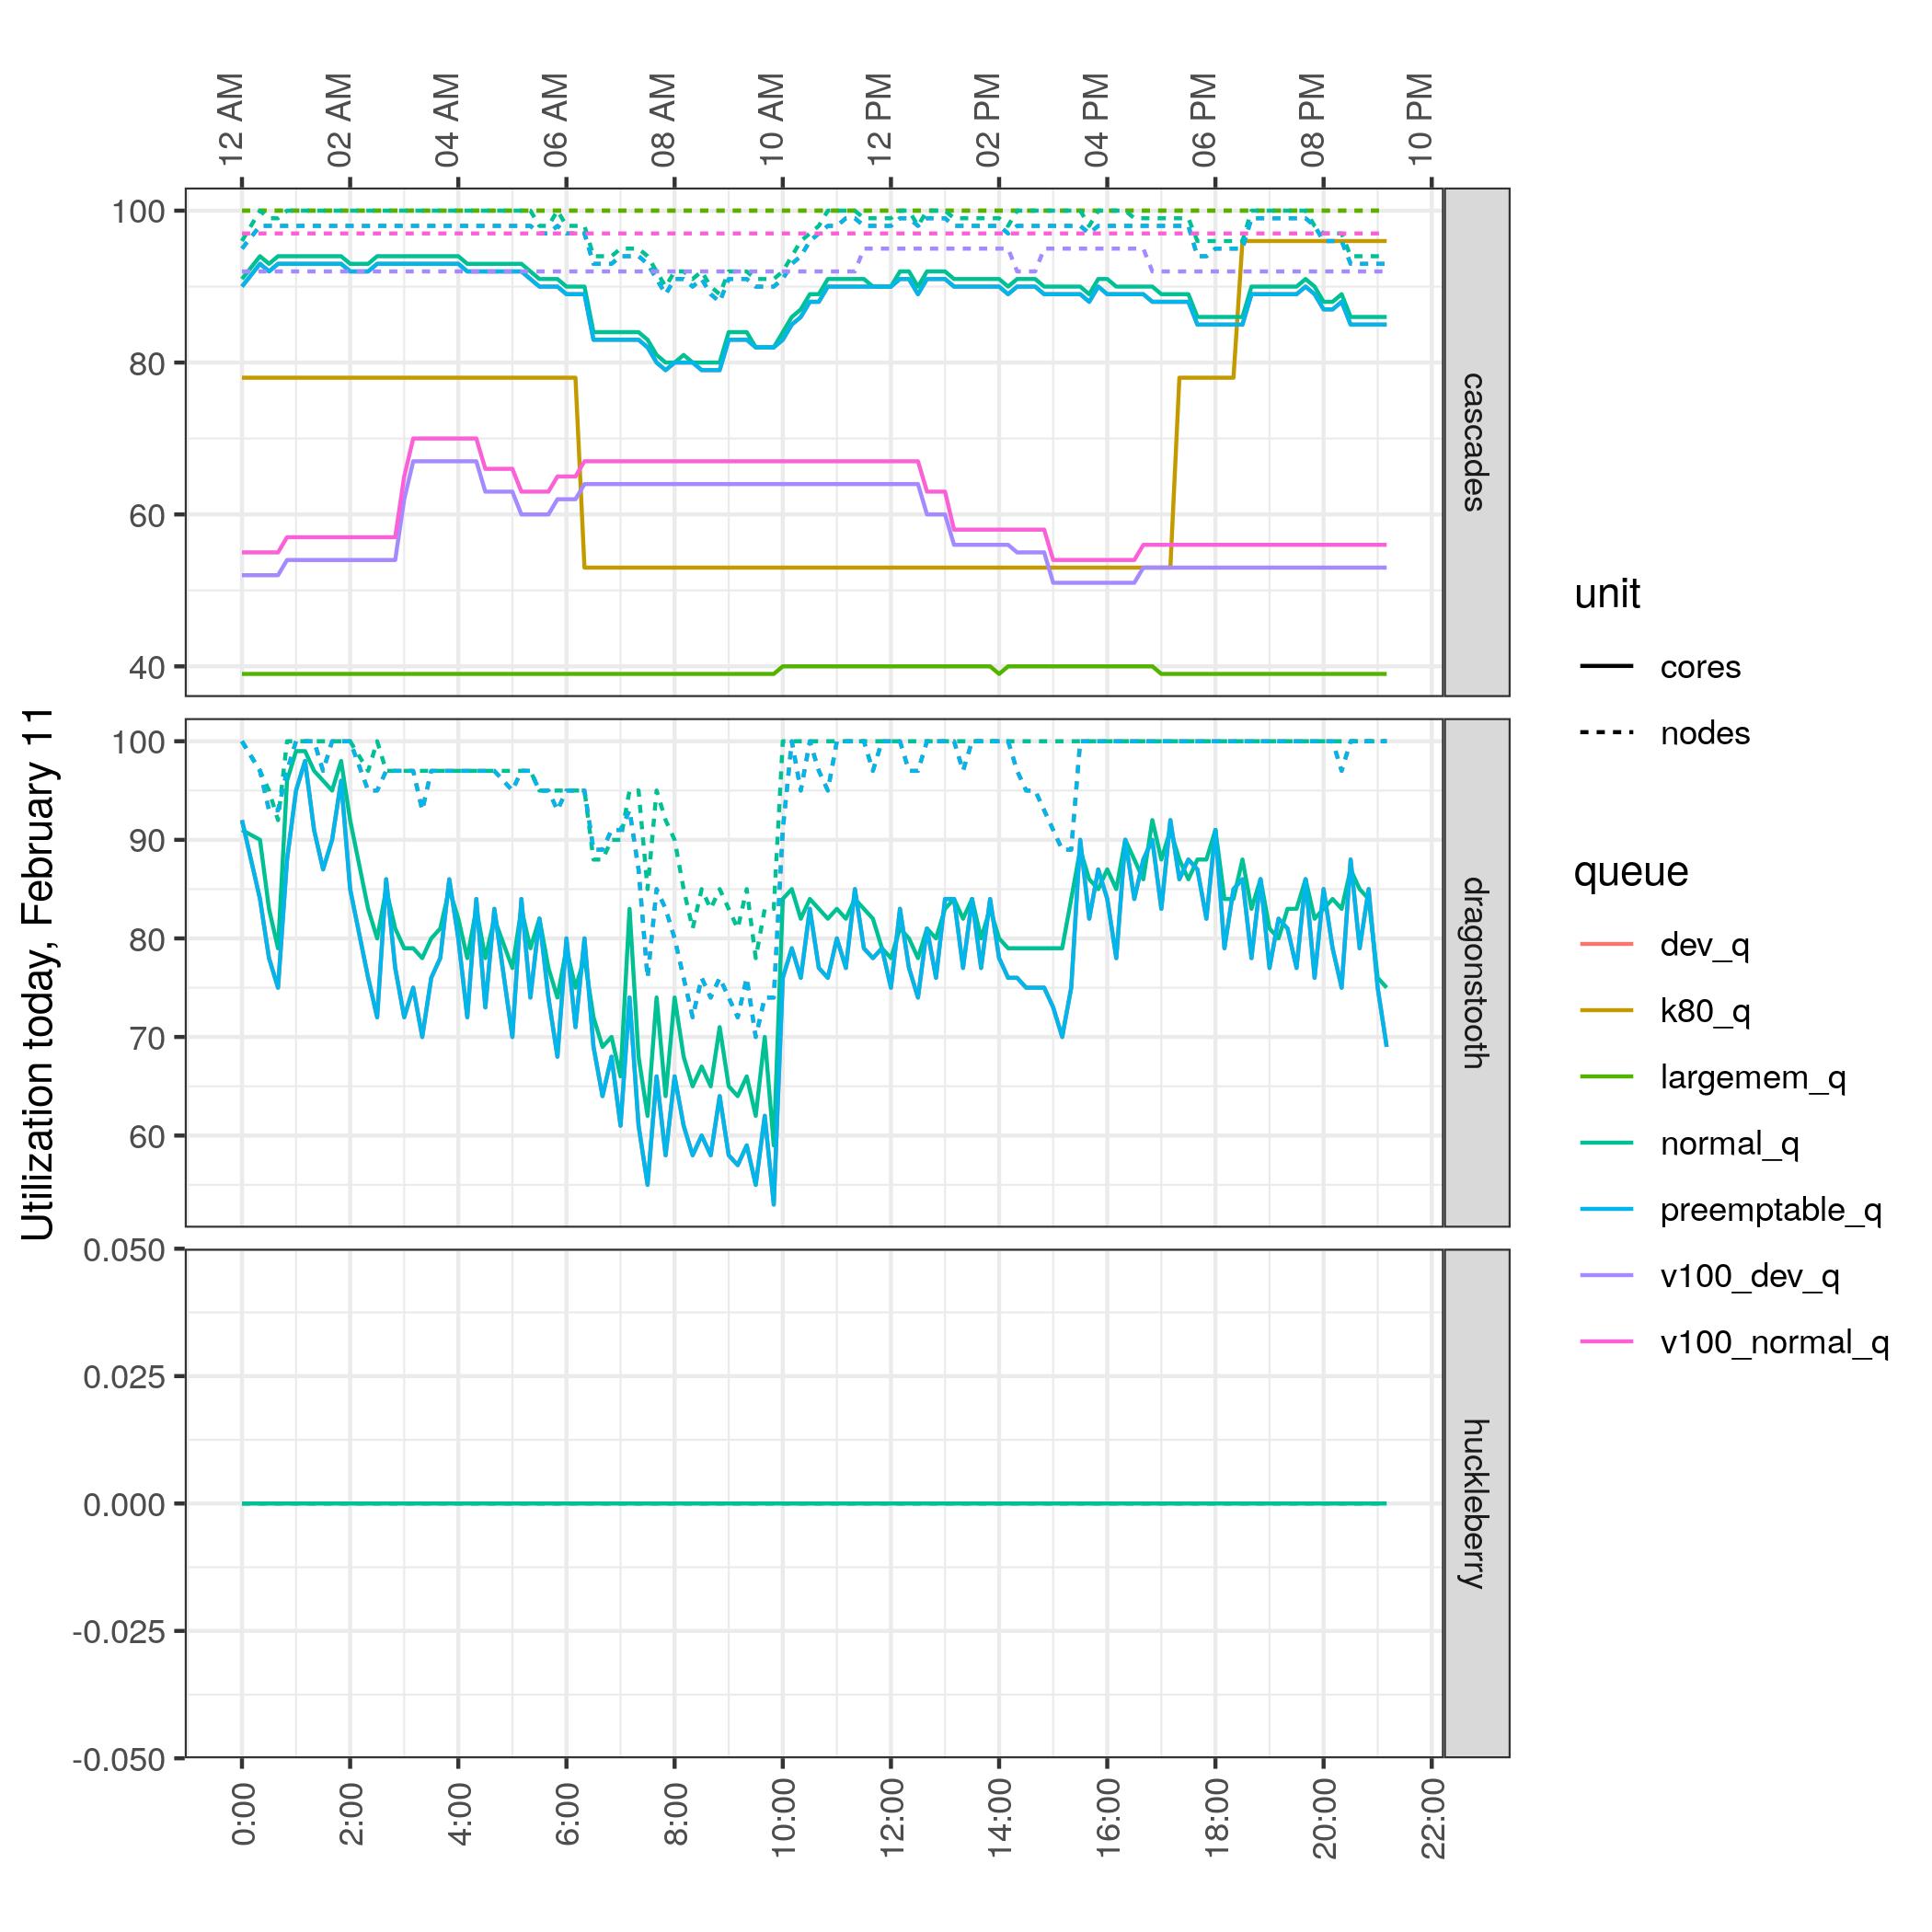 12 AM
02 AM
04 AM
06 AM
08 AM
10 AM
12 PM
02 PM
04 PM
06 PM
08 PM
10 PM
Utilization today, February 11
100
80
60
40
cascades
100
90
80
70
60
dragonstooth
0.050
0.025
0.000
-0.025
-0.050
huckleberry
0:00
2:00
4:00
6:00
8:00
10:00
12:00
14:00
16:00
18:00
20:00
22:00
unit
cores
nodes
queue
dev_q
k80_q
largemem_q
normal_q
preemptable_q
v100_dev_q
v100_normal_q